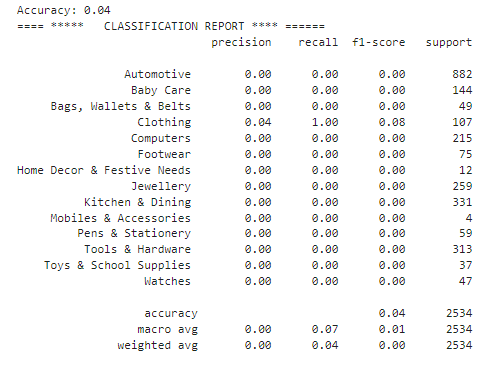 Accuracy: 0.04
==== ***** CLASSIFICATION REPORT **** ======
precision recall f1-score support
Automotive 0.00 0.00 0.00 882
Baby Care 0.00 0.00 0.00 144
Bags, Wallets & Belts 0.00 0.00 0.00 49
Clothing 0.04 1.00 0.08 107
Computers 0.00 0.00 0.00 215
Footwear 0.00 0.00 0.00 75
Home Decor & Festive Needs 0.00 0.00 0.00 12
Jewellery 0.00 0.00 0.00 259
Kitchen & Dining 0.00 0.00 0.00 331
Mobiles & Accessories 0.00 0.00 0.00 4
Pens & Stationery 0.00 0.00 0.00 59
Tools & Hardware 0.00 0.00 0.00 313
Toys & School Supplies 0.00 0.00 0.00 37
Watches 0.00 0.00 0.00 47
accuracy 0.04 2534
macro avg 0.00 0.07 0.01 2534
weighted avg 0.00 0.04 0.00 2534